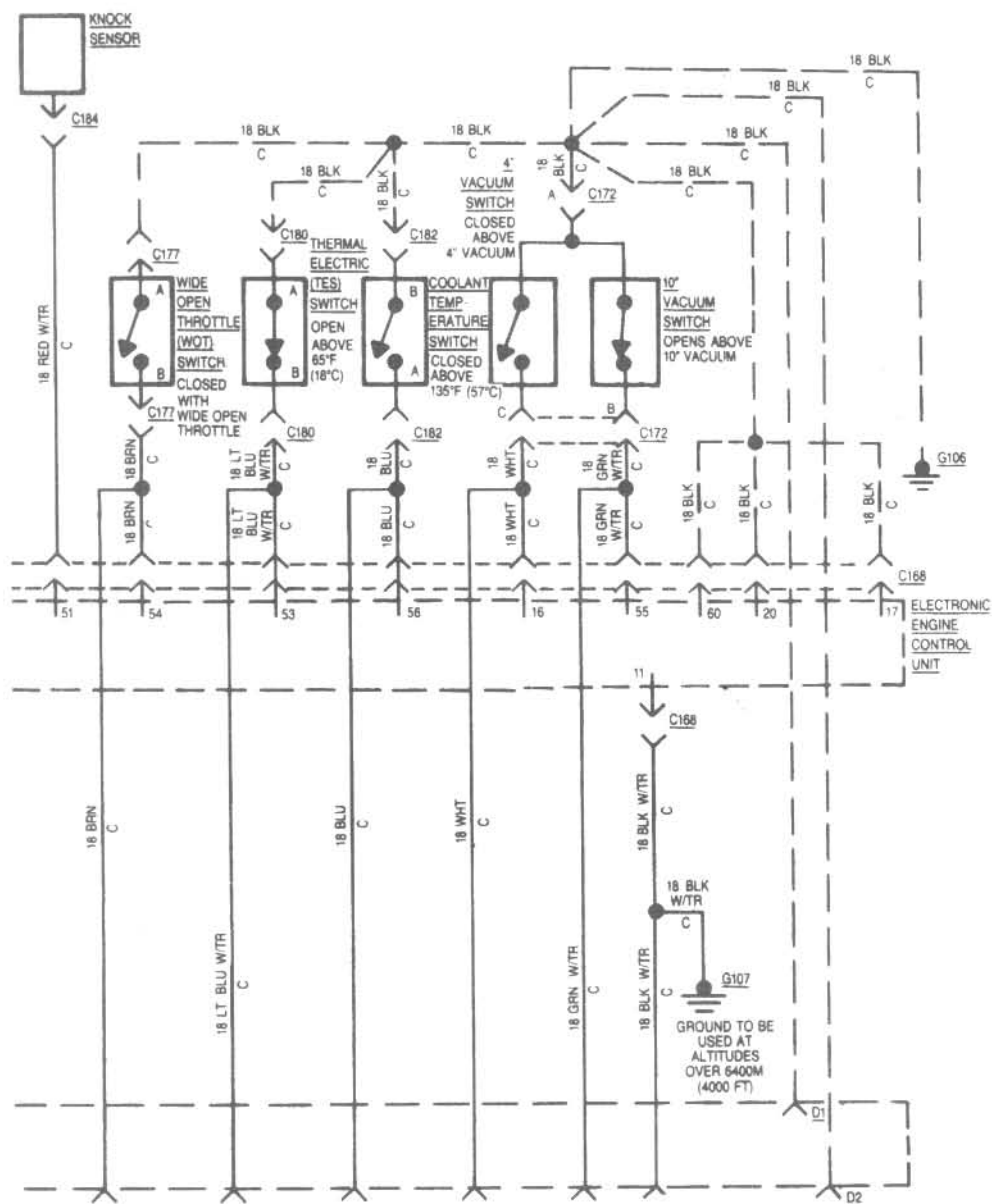 KNOCK
SENSOR
C184
18 BLK
C
18 BLK
C
18 BLK
C
18 BLK
C
18 BLK
C
18 BLK
C
18 BLK
C
18 BLK
C
18 BLK
C
4"
VACUUM
SWITCH
CLOSED
ABOVE
4" VACUUM
A
C172
C177
C180
C182
WIDE
OPEN
THROTTLE
(WOT)
SWITCH
CLOSED
WITH
WIDE OPEN
THROTTLE
A
B
THERMAL
ELECTRIC
(TES)
SWITCH
OPEN
ABOVE
65°F
(18°C)
A
B
COOLANT
TEMP-
ERATURE
SWITCH
CLOSED
ABOVE
135°F (57°C)
B
A
10"
VACUUM
SWITCH
OPENS ABOVE
10" VACUUM
C
B
C177
C180
C182
C172
G106
18 RED W/TR
C
18 BRN
C
18 BRN
C
18 LT
BLU
W/TR
C
18 LT
BLU
W/TR
C
18
BLU
C
18 BLU
C
18
WHT
C
18 WHT
C
18
GRN
W/TR
C
18 GRN
W/TR
C
18 BLK
C
18 BLK
C
18 BLK
C
C168
51
54
53
56
16
55
60
20
17
ELECTRONIC
ENGINE
CONTROL
UNIT
11
C168
18 BRN
C
18 LT BLU W/TR
C
18 BLU
C
18 WHT
C
18 GRN W/TR
C
18 BLK W/TR
C
18 BLK
W/TR
C
18 BLK W/TR
C
G107
GROUND TO BE
USED AT
ALTITUDES
OVER 6400M
(4000 FT)
D1
D2